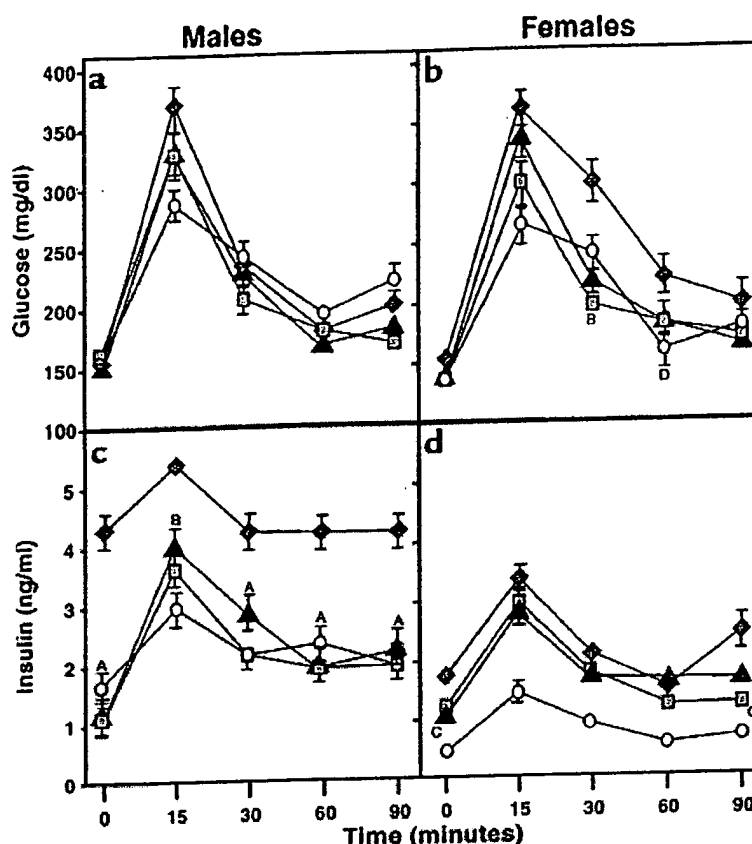 Males Females
a b
400
350
300
250
200
150
100
Glucose (mg/dl)
B
D
c d
5
4
3
2
1
0
Insulin (ng/ml)
A B A A A
C
0 15 30 60 90 0 15 30 60 90
Time (minutes)